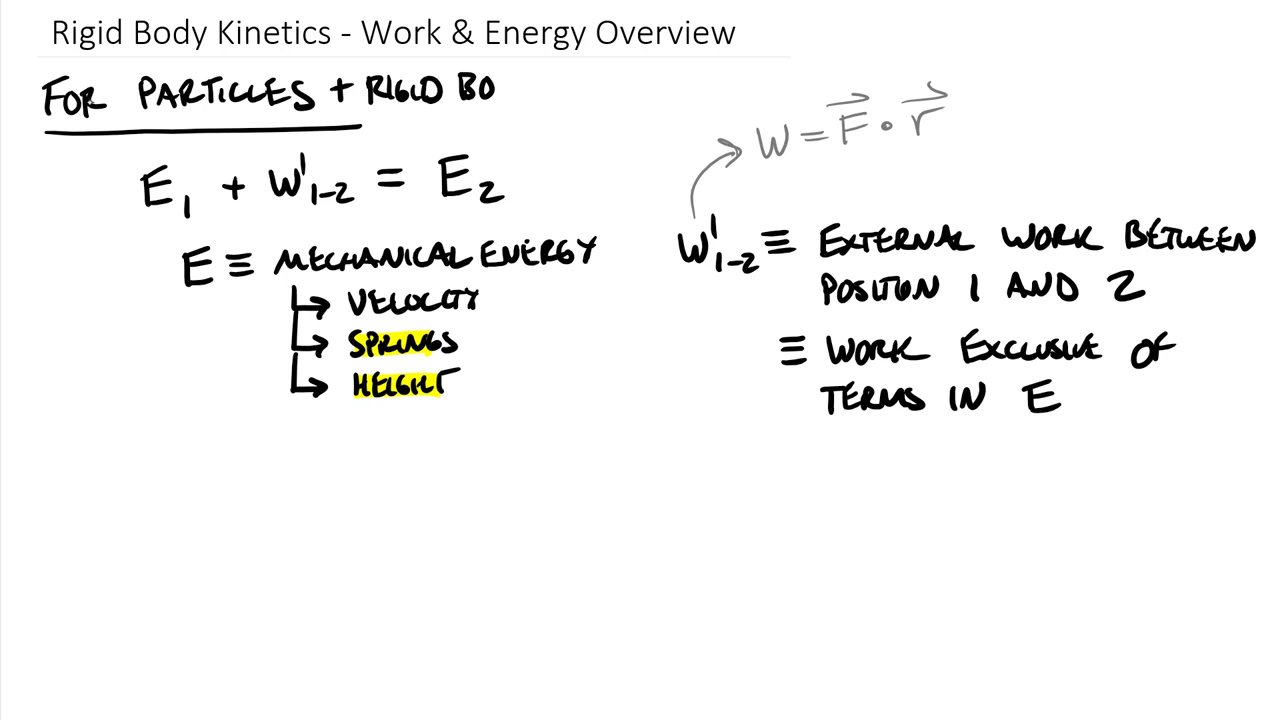 Rigid Body Kinetics - Work & Energy Overview
FOR PARTICLES + RIGID BO
W = F • r
E1 + W'1-2 = E2
E ≡ MECHANICAL ENERGY
↳ VELOCITY
↳ SPRINGS
↳ HEIGHT
W'1-2 ≡ EXTERNAL WORK BETWEEN
POSITION 1 AND 2
≡ WORK EXCLUSIVE OF
TERMS IN E